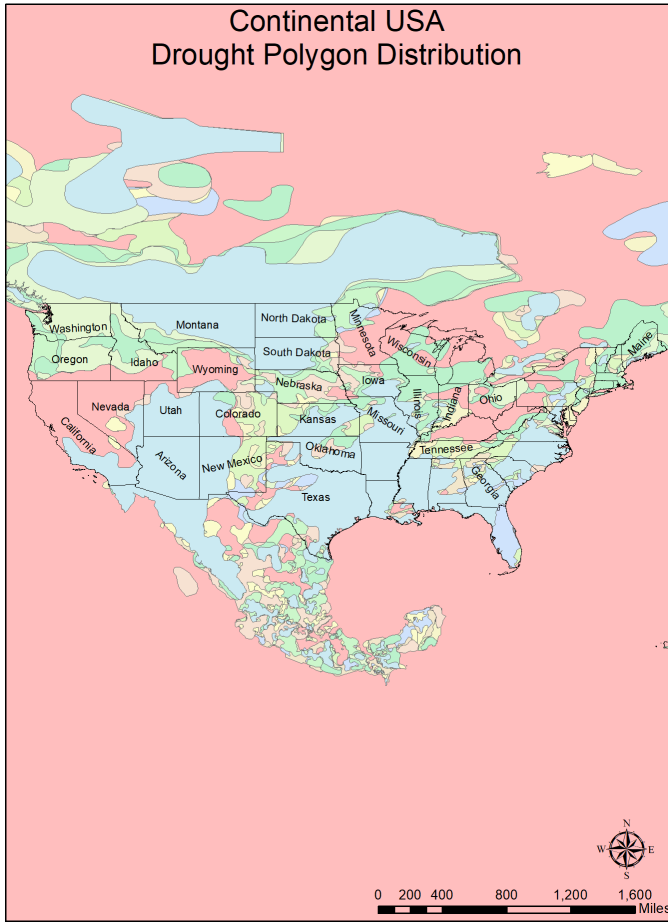 Continental USA
Drought Polygon Distribution
Washington
Montana
North Dakota
Minnesota
Maine
Oregon
Idaho
South Dakota
Wisconsin
Wyoming
Nebraska
Iowa
Illinois
Indiana
Ohio
Nevada
Utah
Colorado
Kansas
Missouri
California
Arizona
New Mexico
Oklahoma
Tennessee
Georgia
Texas
N
W
E
S
0 200 400 800 1,200 1,600
Miles